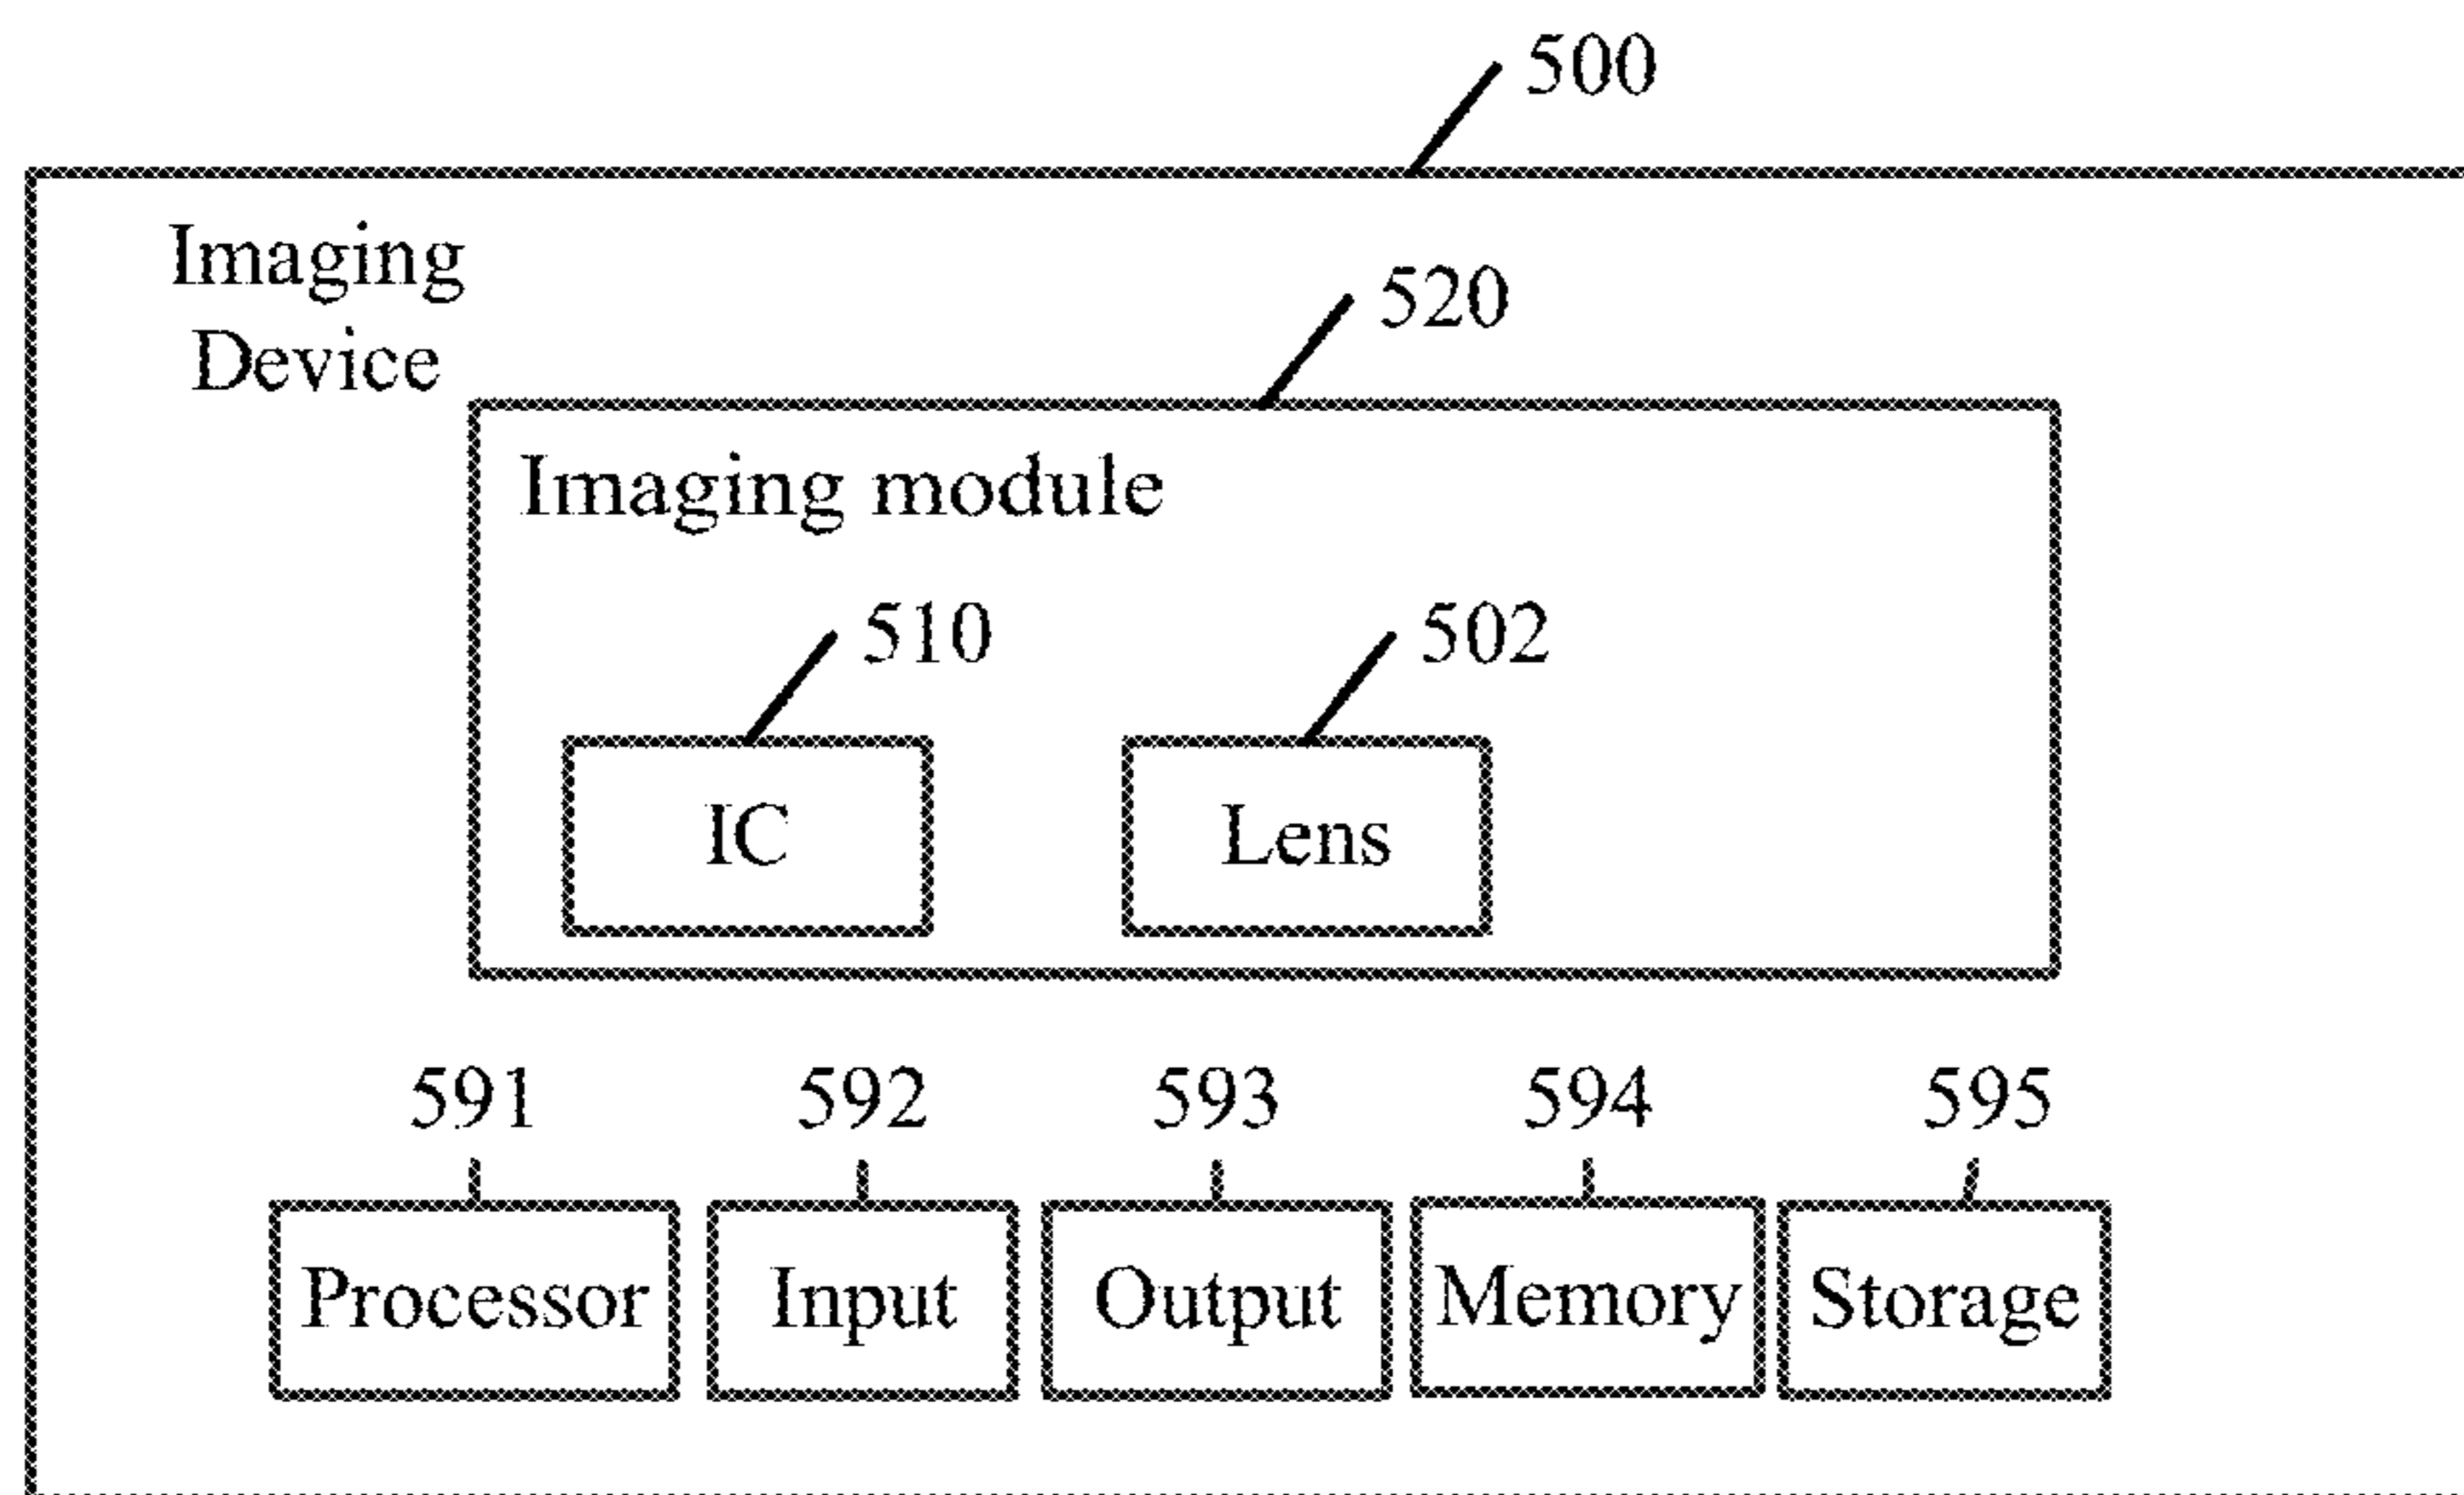 500
Imaging
Device
520
Imaging module
510
502
IC
Lens
591
592
593
594
595
Processor
Input
Output
Memory
Storage